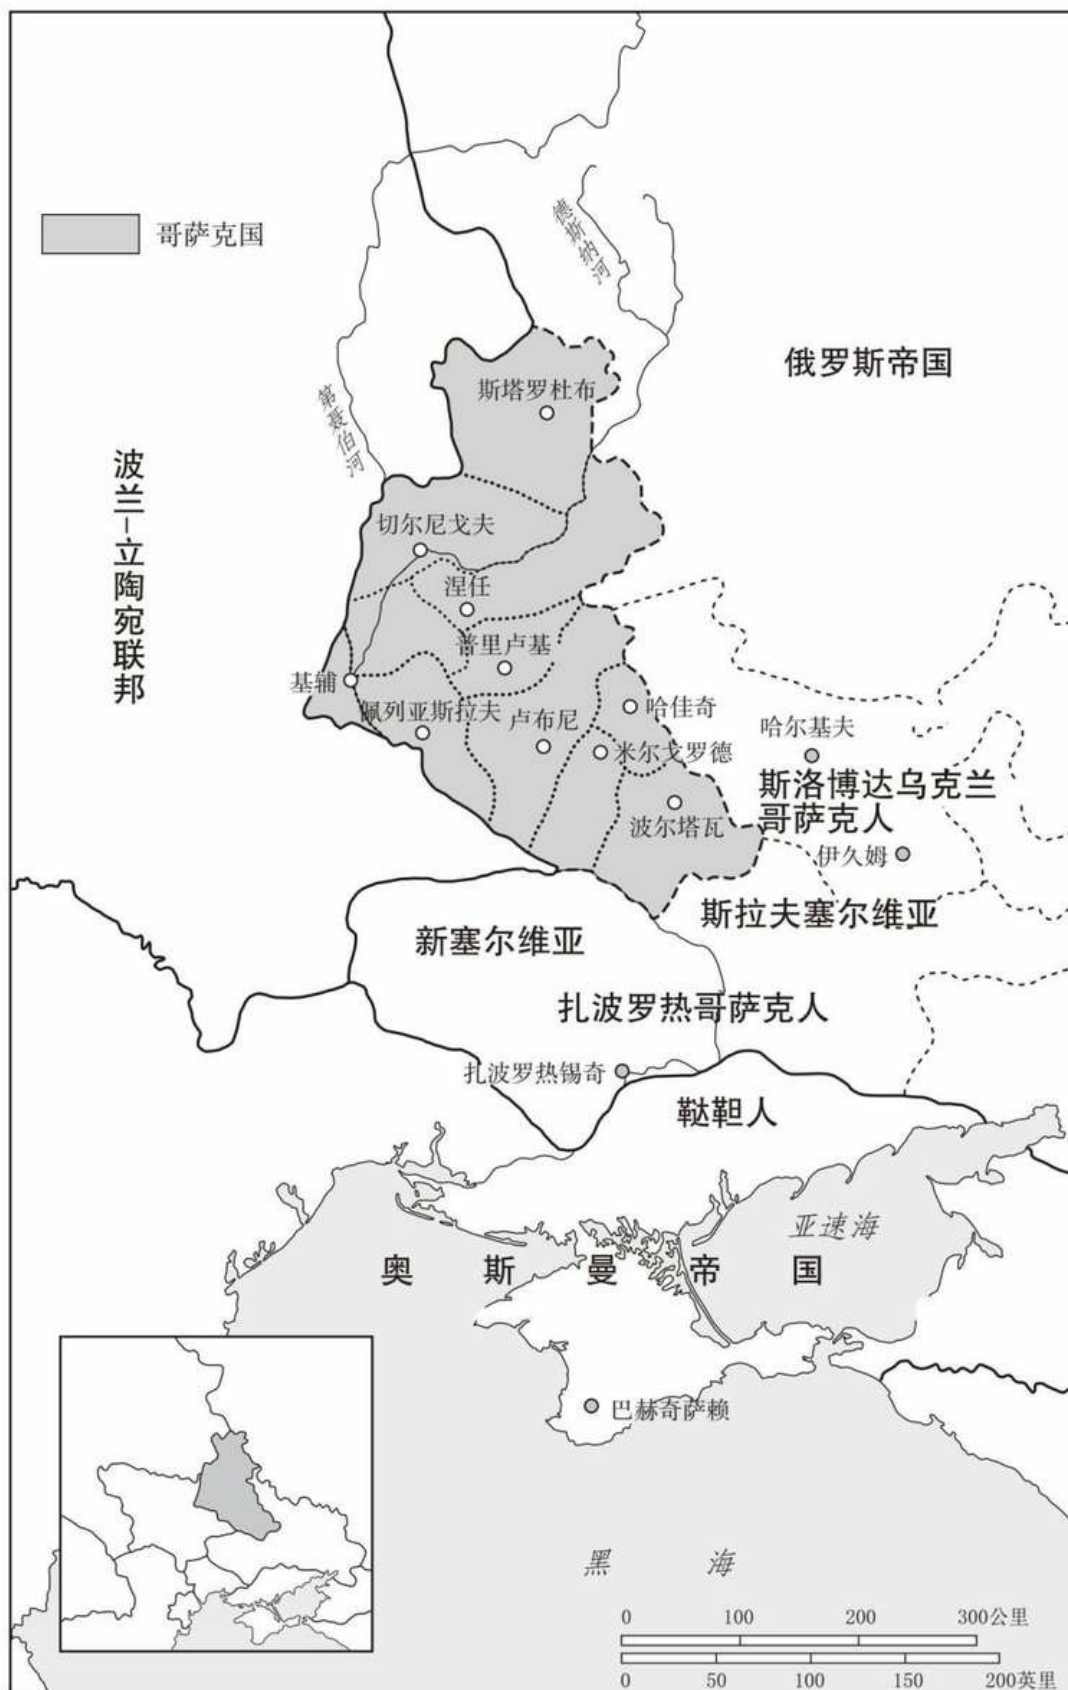 哥萨克国
德斯纳河
俄罗斯帝国
斯塔罗杜布
第聂伯河
波兰-立陶宛联邦
切尔尼戈夫
涅任
普里卢基
基辅
佩列亚斯拉夫
卢布尼
哈佳奇
米尔戈罗德
哈尔基夫
斯洛博达乌克兰
哥萨克人
波尔塔瓦
伊久姆
斯拉夫塞尔维亚
新塞尔维亚
扎波罗热哥萨克人
扎波罗热锡奇
鞑靼人
亚速海
奥斯曼帝国
巴赫奇萨赖
黑海
0 100 200 300公里
0 50 100 150 200英里